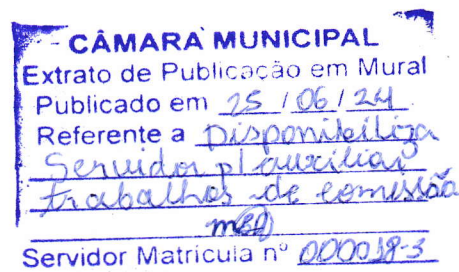 CÂMARA MUNICIPAL
Extrato de Publicação em Mural
Publicado em 25 / 06 / 24
Referente a Disponibiliza
Servidor p/ auxiliar
trabalhos de comissão
Servidor Matricula nº 000018-3